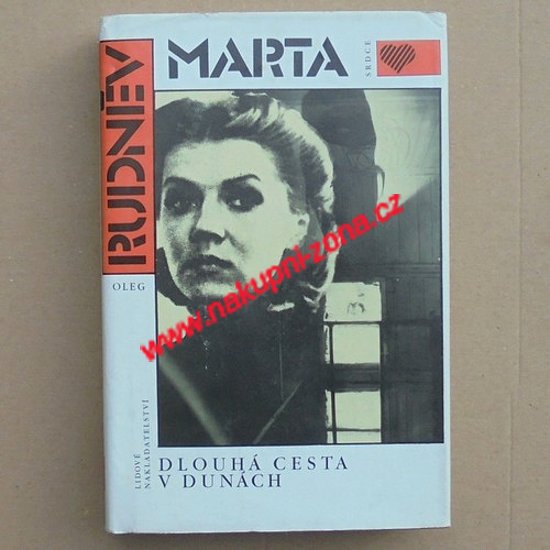 RUDNĚV
OLEG
MARTA
SRDCE
www.nakupni-zona.cz
LIDOVÉ
NAKLADATELSTVÍ
DLOUHÁ CESTA
V DUNÁCH